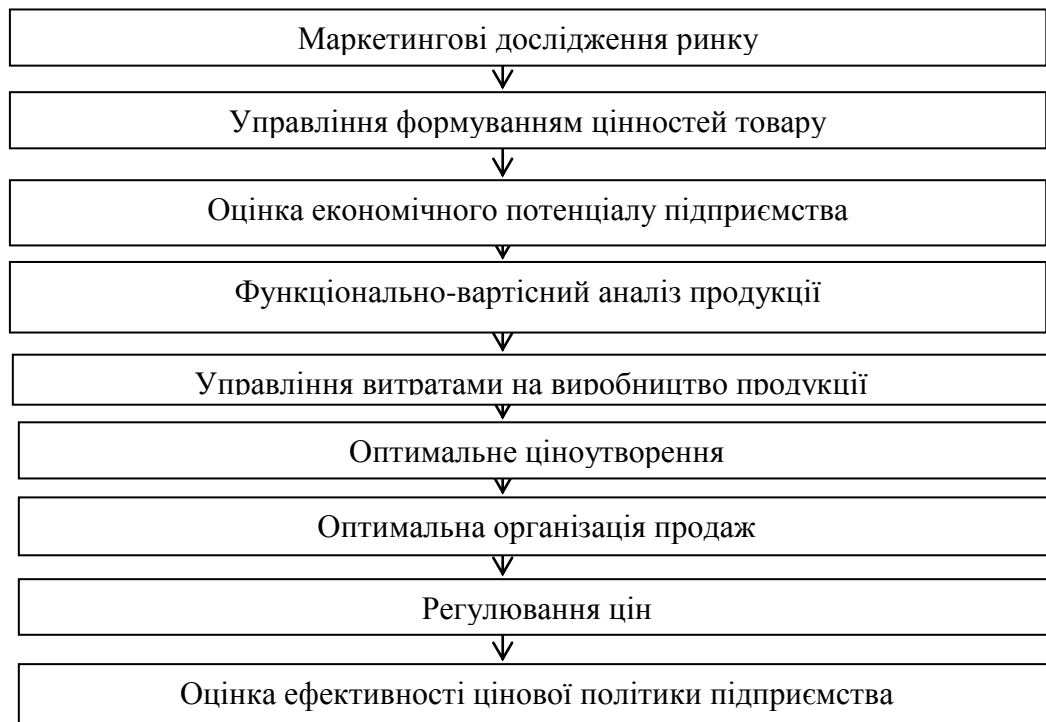 Маркетингові дослідження ринку
Управління формуванням цінностей товару
Оцінка економічного потенціалу підприємства
Функціонально-вартісний аналіз продукції
Управління витратами на виробництво продукції
Оптимальне ціноутворення
Оптимальна організація продаж
Регулювання цін
Оцінка ефективності цінової політики підприємства